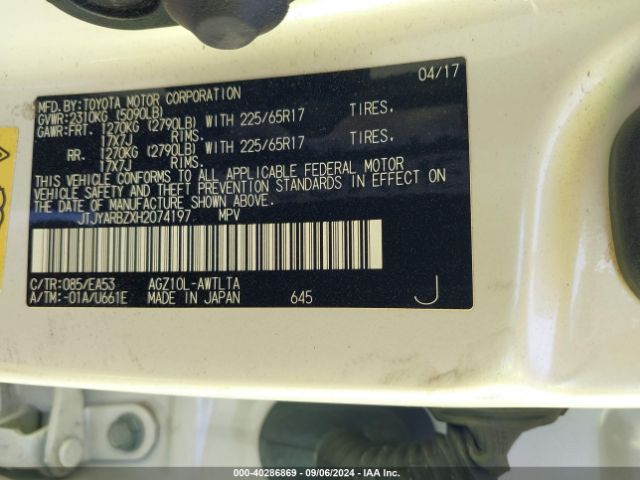 04/17
MFD.BY:TOYOTA MOTOR CORPORATION
GVWR:2310KG (5090LB)
GAWR:FRT. 1270KG (2790LB) WITH 225/65R17 TIRES.
17X7J RIMS.
RR. 1270KG (2790LB) WITH 225/65R17 TIRES.
17X7J RIMS.
THIS VEHICLE CONFORMS TO ALL APPLICABLE FEDERAL MOTOR
VEHICLE SAFETY AND THEFT PREVENTION STANDARDS IN EFFECT ON
THE DATE OF MANUFACTURE SHOWN ABOVE.
JTJYARBZXH2074197 MPV
C/TR:085/EA53 AGZ10L-AWTLTA
A/TM:-01A/U661E MADE IN JAPAN 645 J
000-40286869 - 09/06/2024 - IAA Inc.